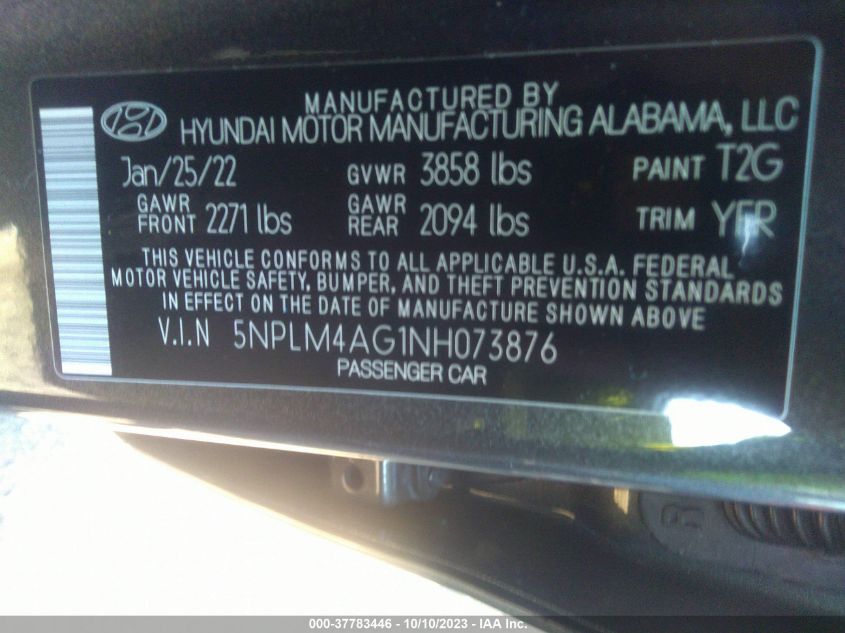 MANUFACTURED BY
HYUNDAI MOTOR MANUFACTURING ALABAMA, LLC
Jan/25/22 GVWR 3858 lbs PAINT T2G
GAWR FRONT 2271 lbs GAWR REAR 2094 lbs TRIM YFR
THIS VEHICLE CONFORMS TO ALL APPLICABLE U.S.A. FEDERAL
MOTOR VEHICLE SAFETY, BUMPER, AND THEFT PREVENTION STANDARDS
IN EFFECT ON THE DATE OF MANUFACTURE SHOWN ABOVE
V.I.N 5NPLM4AG1NH073876
PASSENGER CAR
R
000-37783446 - 10/10/2023 - IAA Inc.